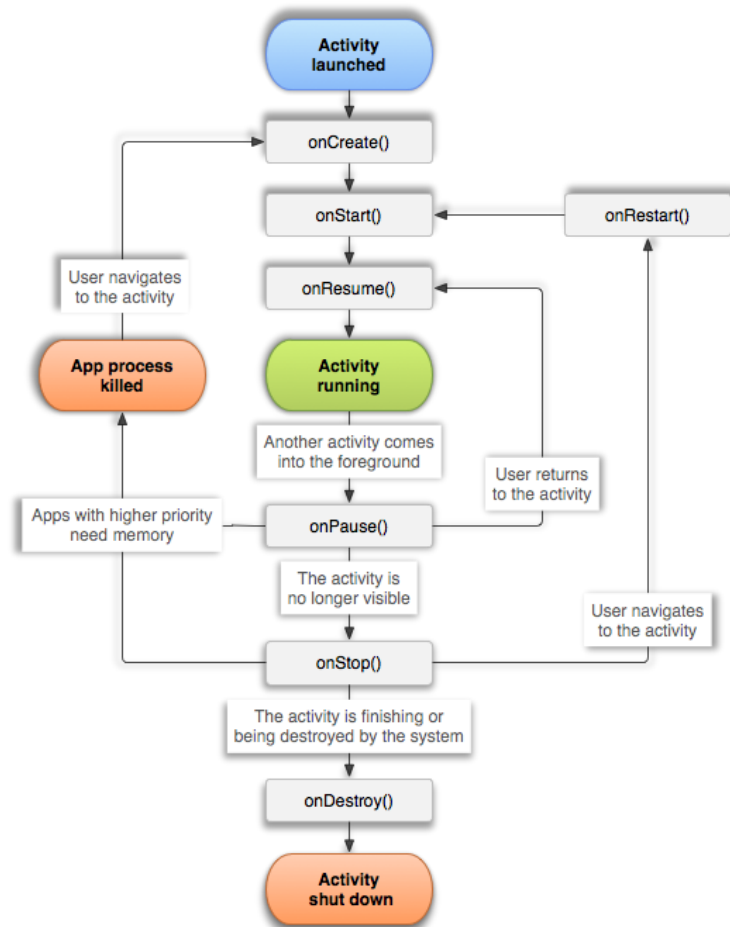 Activity
launched
onCreate()
onStart()
onRestart()
User navigates
to the activity
onResume()
App process
killed
Activity
running
Another activity comes
into the foreground
User returns
to the activity
Apps with higher priority
need memory
onPause()
The activity is
no longer visible
User navigates
to the activity
onStop()
The activity is finishing or
being destroyed by the system
onDestroy()
Activity
shut down